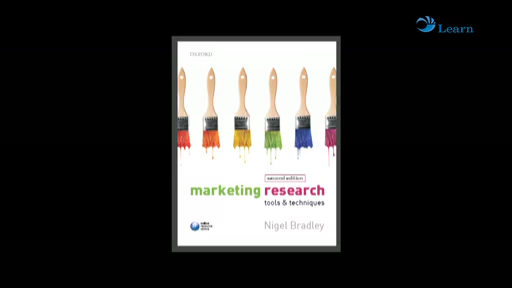 Learn
OXFORD
second edition
marketing research
tools & techniques
Nigel Bradley